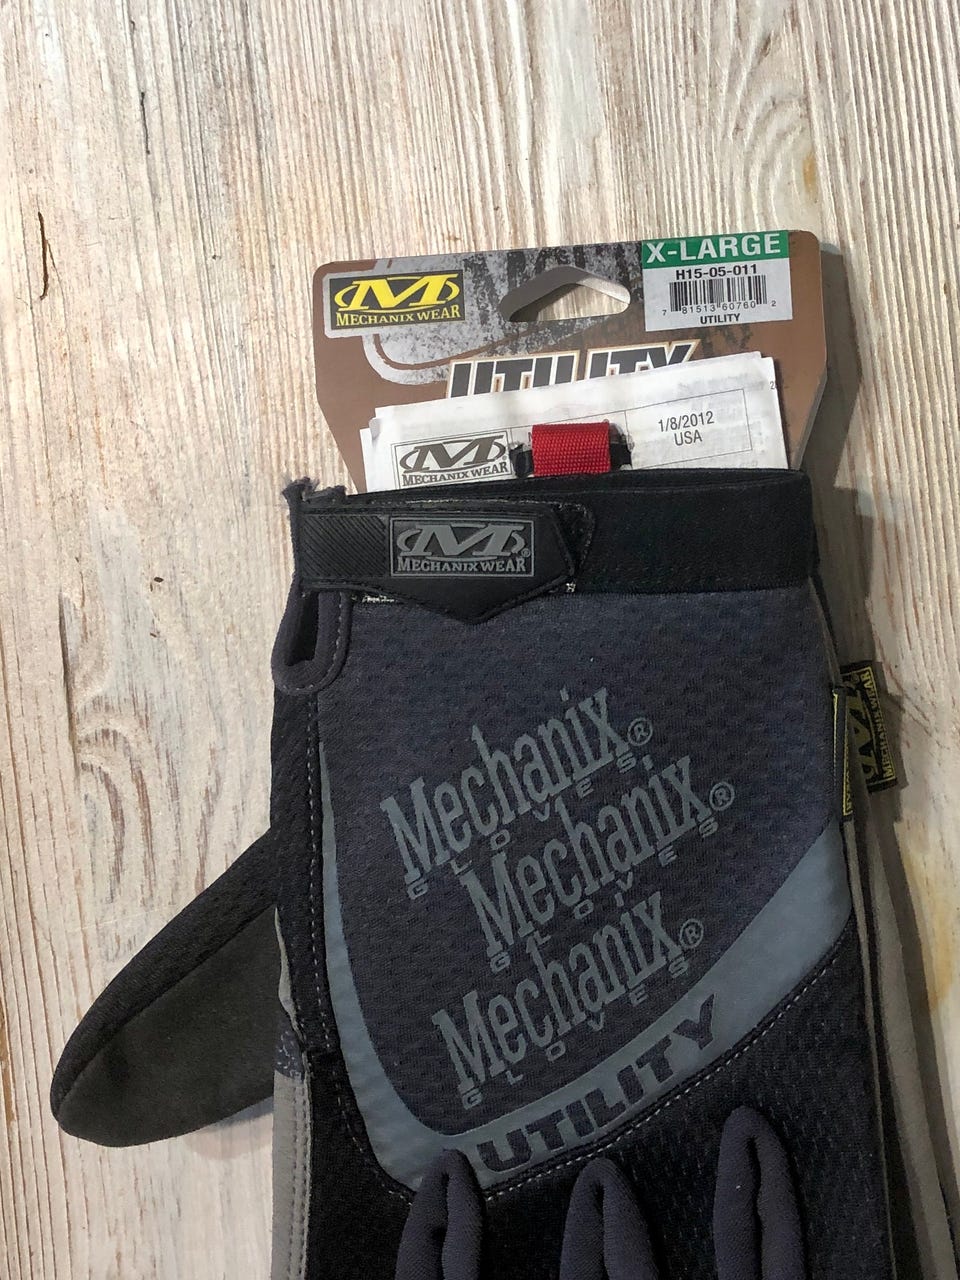 X-LARGE
H15-05-011
7 81513 60760 2
UTILITY
MECHANIX WEAR
UTILITY
1/8/2012
USA
MECHANIX WEAR
MECHANIX WEAR®
Mechanix®
GLOVES
Mechanix®
GLOVES
Mechanix®
GLOVES
UTILITY
MECHANIX WEAR